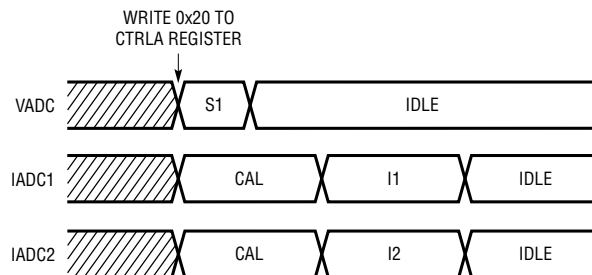 WRITE 0x20 TO
CTRLA REGISTER
VADC S1 IDLE
IADC1 CAL I1 IDLE
IADC2 CAL I2 IDLE